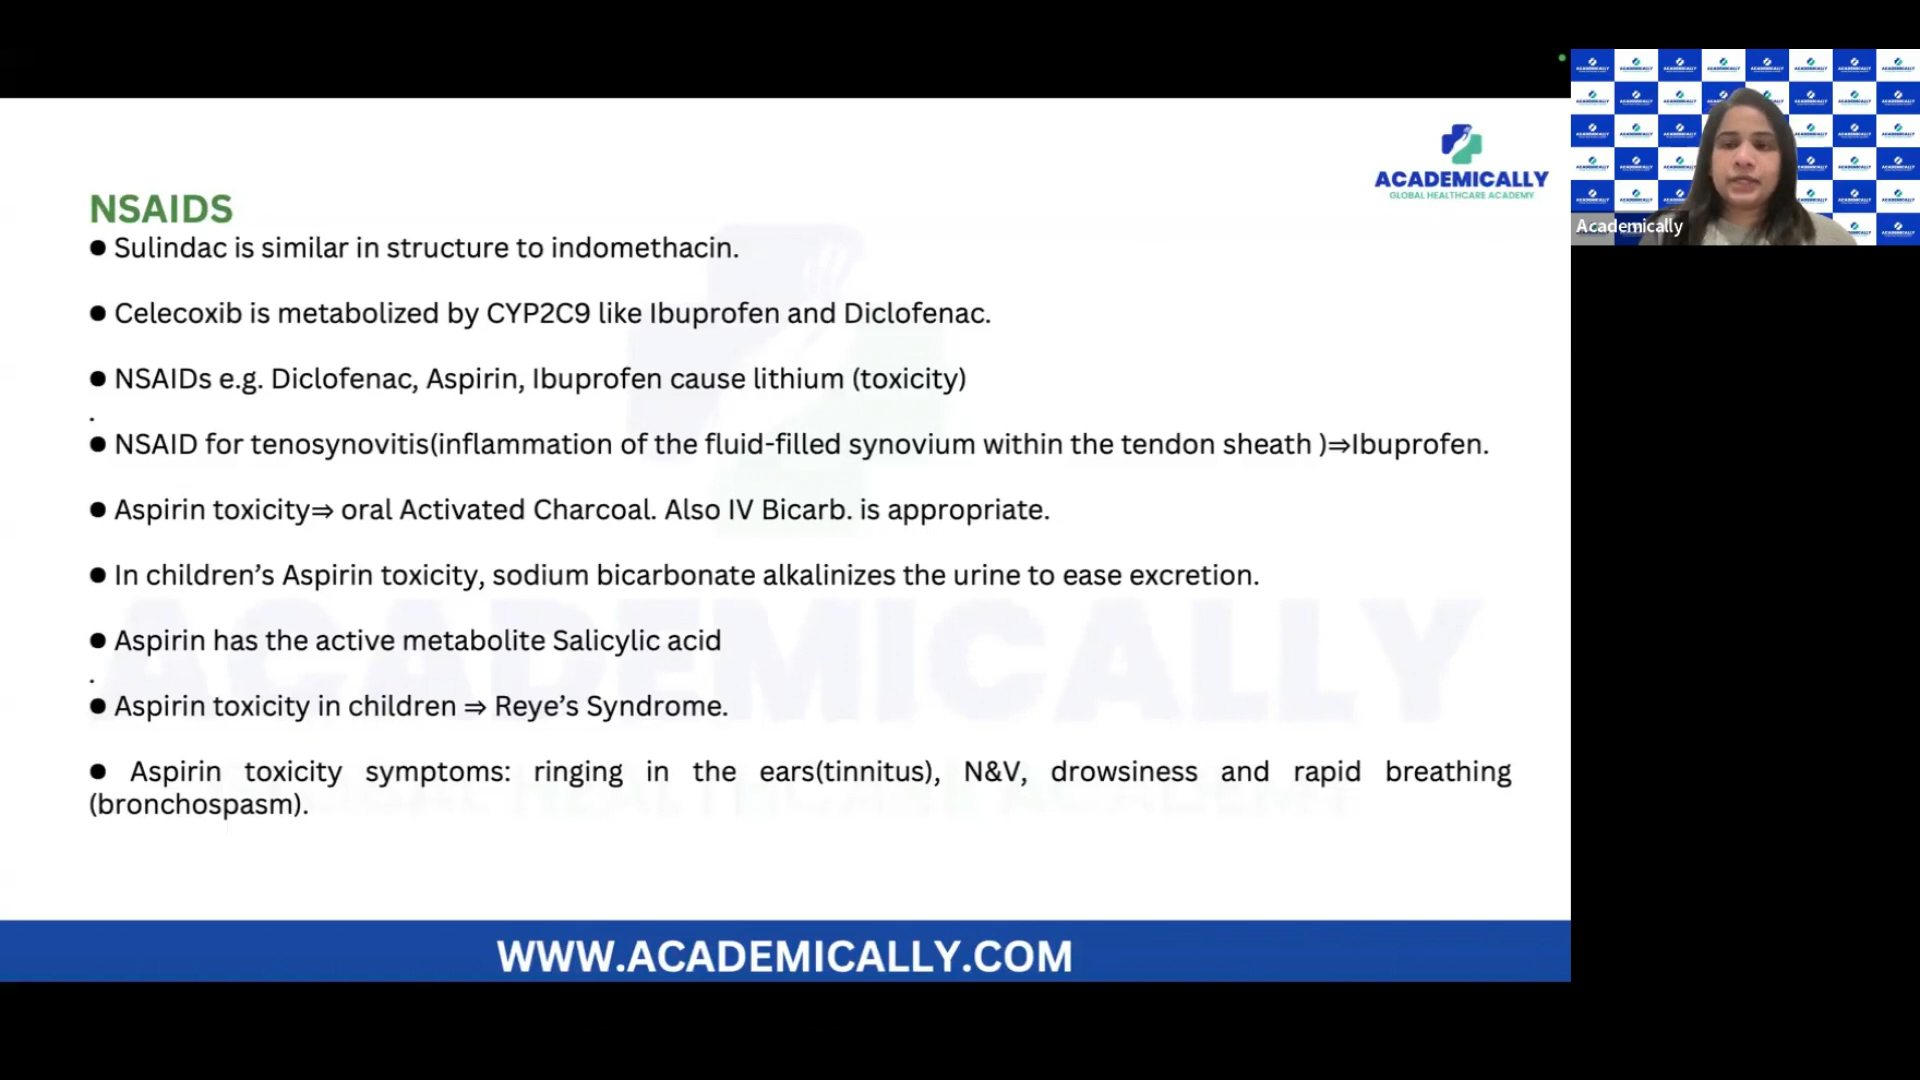 ACADEMICALLY
GLOBAL HEALTHCARE ACADEMY
NSAIDS
● Sulindac is similar in structure to indomethacin.
● Celecoxib is metabolized by CYP2C9 like Ibuprofen and Diclofenac.
● NSAIDs e.g. Diclofenac, Aspirin, Ibuprofen cause lithium (toxicity)
.
● NSAID for tenosynovitis(inflammation of the fluid-filled synovium within the tendon sheath )⇒Ibuprofen.
● Aspirin toxicity⇒ oral Activated Charcoal. Also IV Bicarb. is appropriate.
● In children’s Aspirin toxicity, sodium bicarbonate alkalinizes the urine to ease excretion.
● Aspirin has the active metabolite Salicylic acid
.
● Aspirin toxicity in children ⇒ Reye’s Syndrome.
● Aspirin toxicity symptoms: ringing in the ears(tinnitus), N&V, drowsiness and rapid breathing
(bronchospasm).
WWW.ACADEMICALLY.COM
Academically